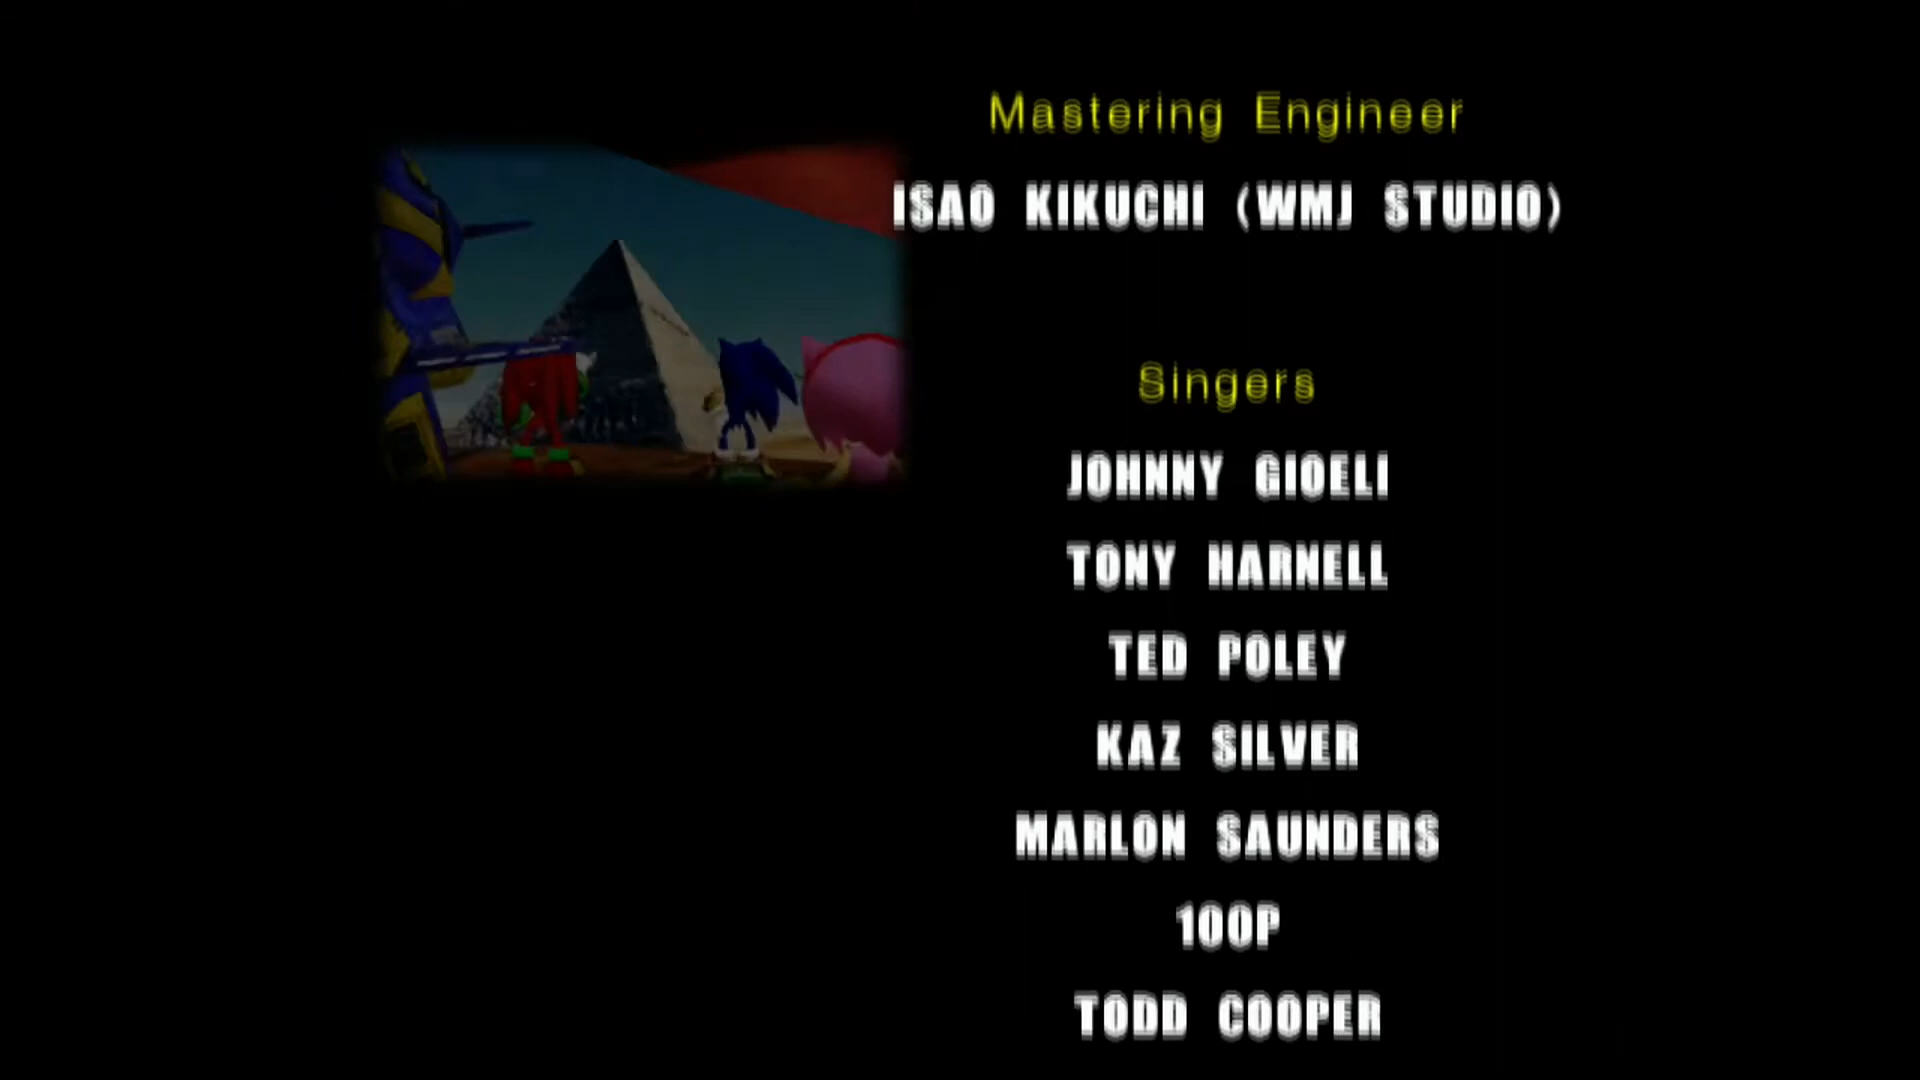 Mastering Engineer
ISAO KIKUCHI (WMJ STUDIO)
Singers
JOHNNY GIOELI
TONY HARNELL
TED POLEY
KAZ SILVER
MARLON SAUNDERS
100P
TODD COOPER